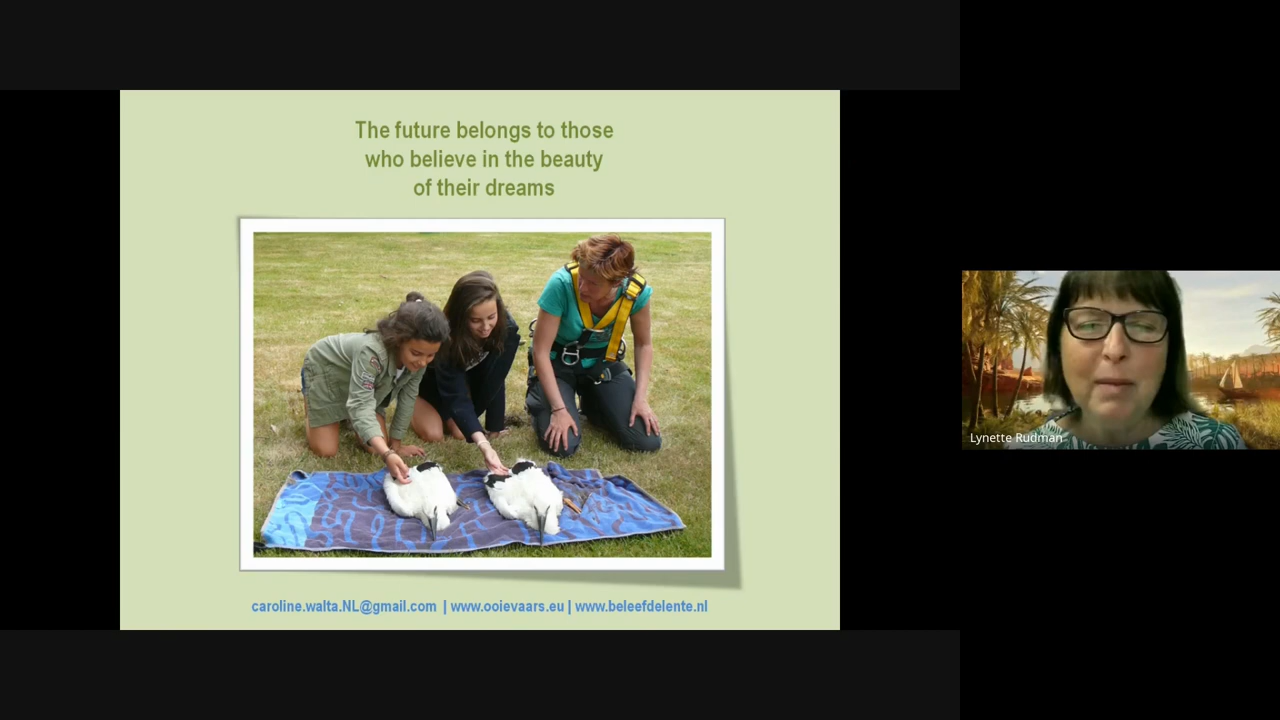 The future belongs to those
who believe in the beauty
of their dreams
caroline.walta.NL@gmail.com | www.ooievaars.eu | www.beleefdelente.nl
Lynette Rudman